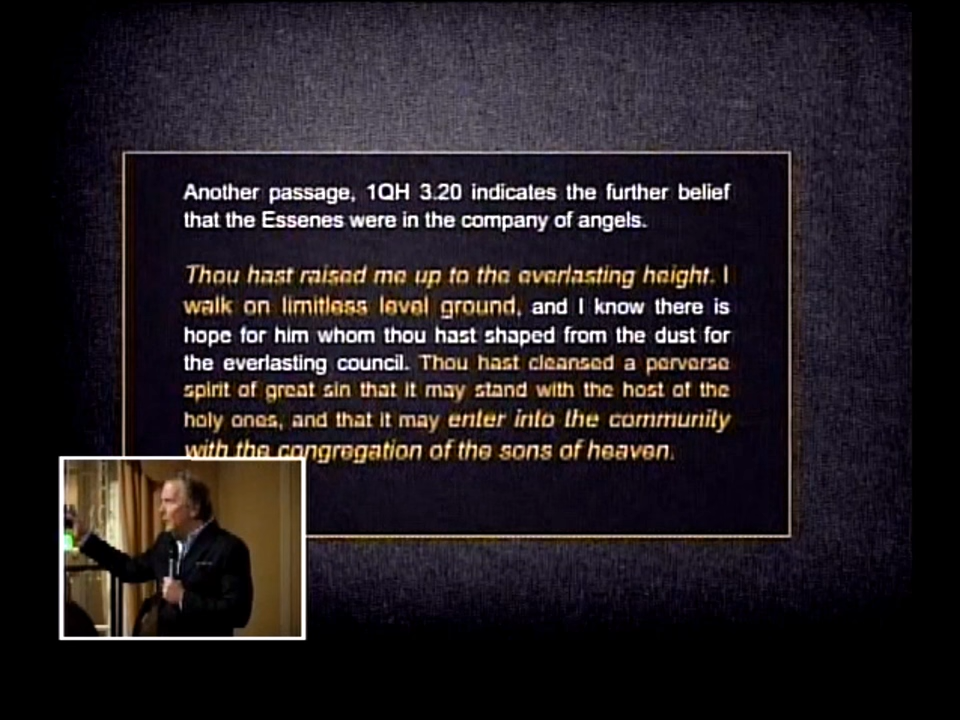 Another passage, 1QH 3.20 indicates the further belief
that the Essenes were in the company of angels.
Thou hast raised me up to the everlasting height. I
walk on limitless level ground, and I know there is
hope for him whom thou hast shaped from the dust for
the everlasting council. Thou hast cleansed a perverse
spirit of great sin that it may stand with the host of the
holy ones, and that it may enter into the community
with the congregation of the sons of heaven.